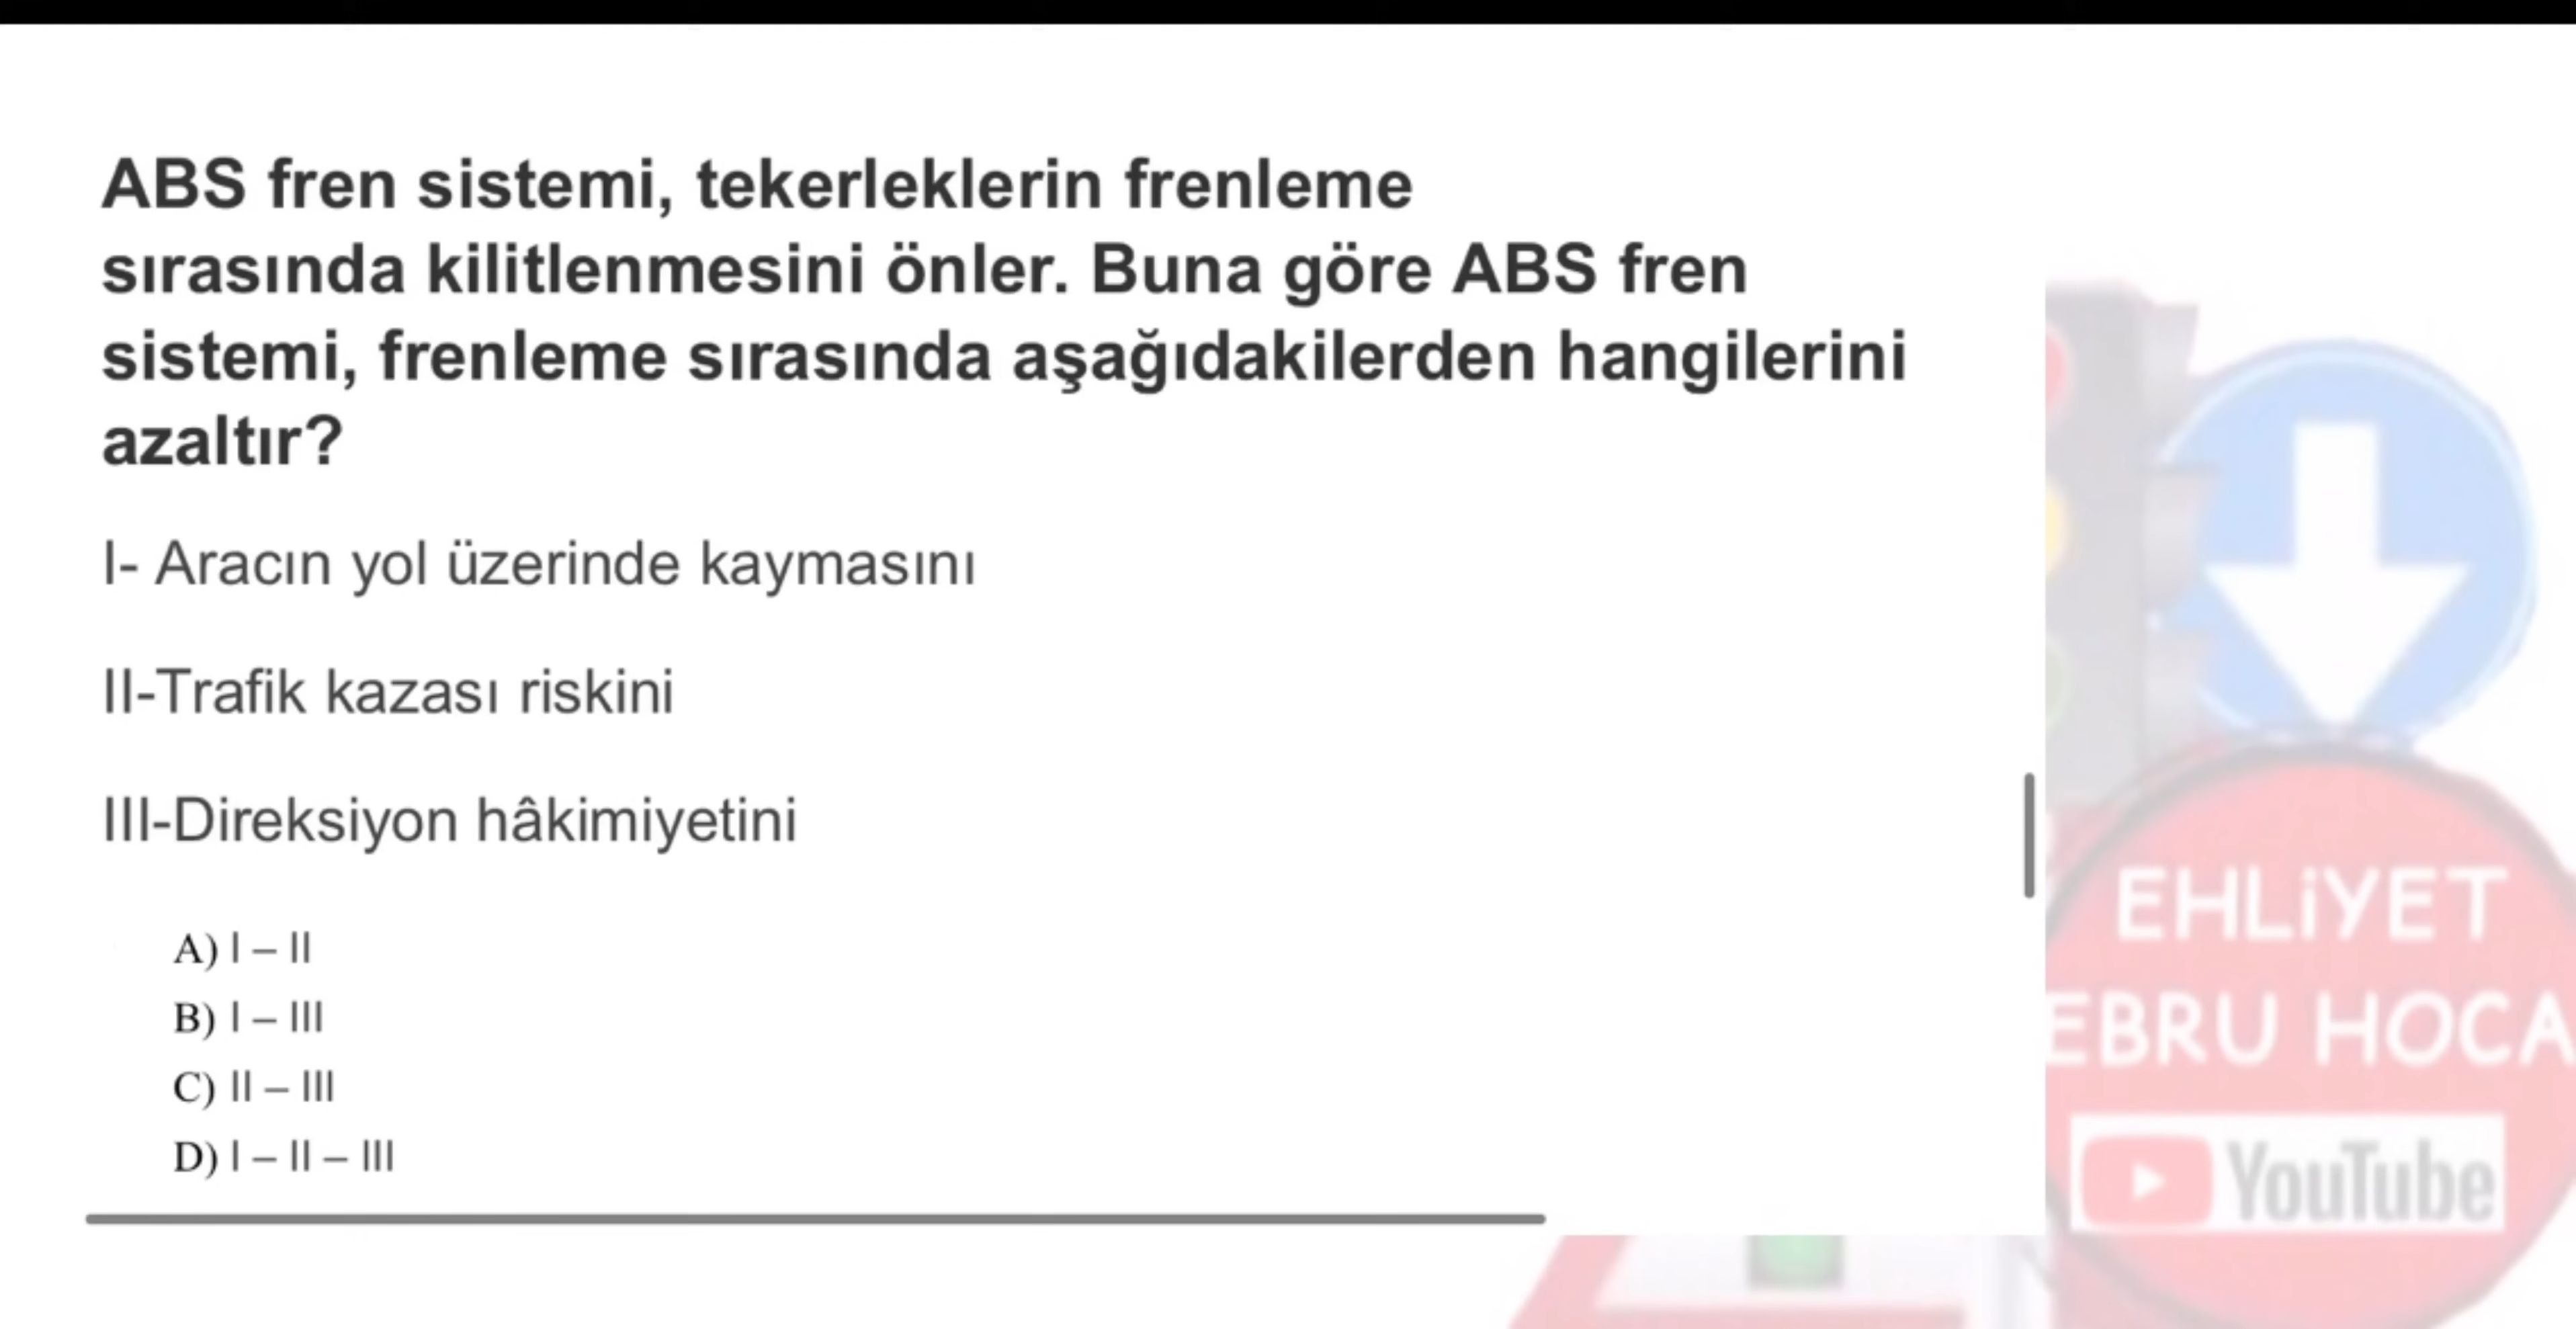 ABS fren sistemi, tekerleklerin frenleme
sırasında kilitlenmesini önler. Buna göre ABS fren
sistemi, frenleme sırasında aşağıdakilerden hangilerini
azaltır?
I- Aracın yol üzerinde kaymasını
II-Trafik kazası riskini
III-Direksiyon hâkimiyetini
A) I – II
B) I – III
C) II – III
D) I – II – III
EHLiYET
EBRU HOCA
YouTube